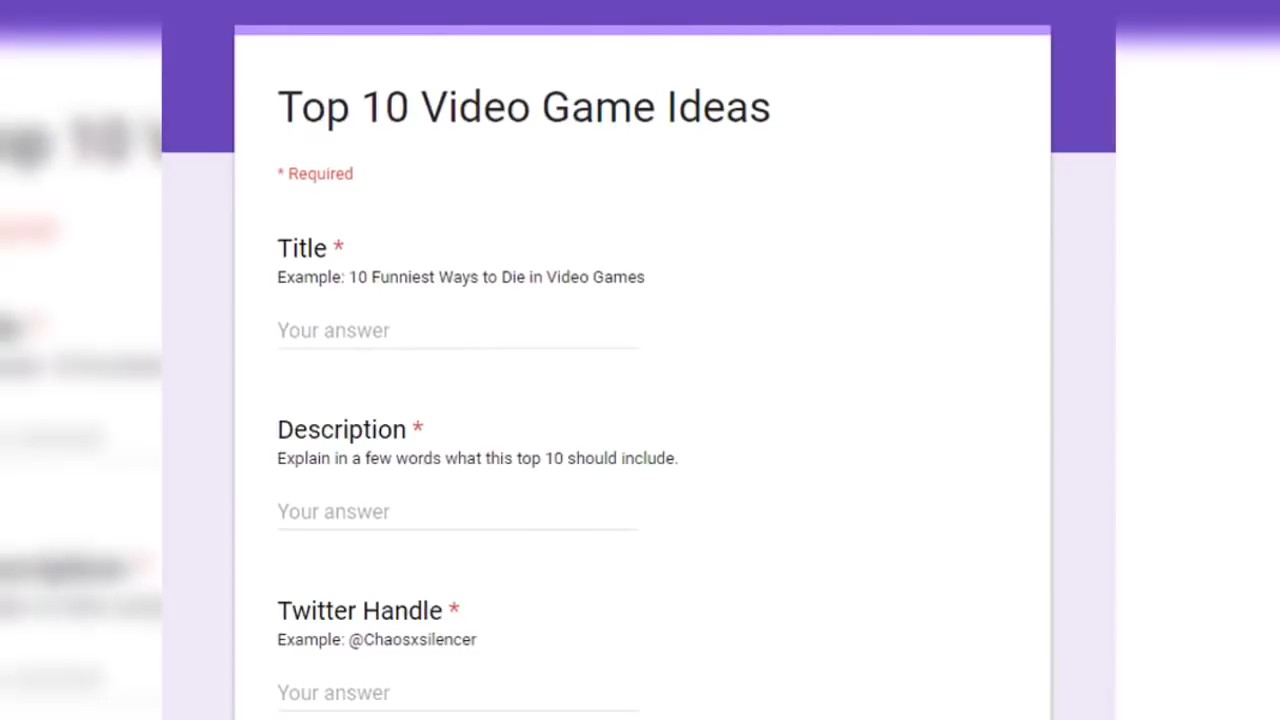 Top 10 Video Game Ideas
* Required
Title *
Example: 10 Funniest Ways to Die in Video Games
Your answer
Description *
Explain in a few words what this top 10 should include.
Your answer
Twitter Handle *
Example: @Chaosxsilencer
Your answer